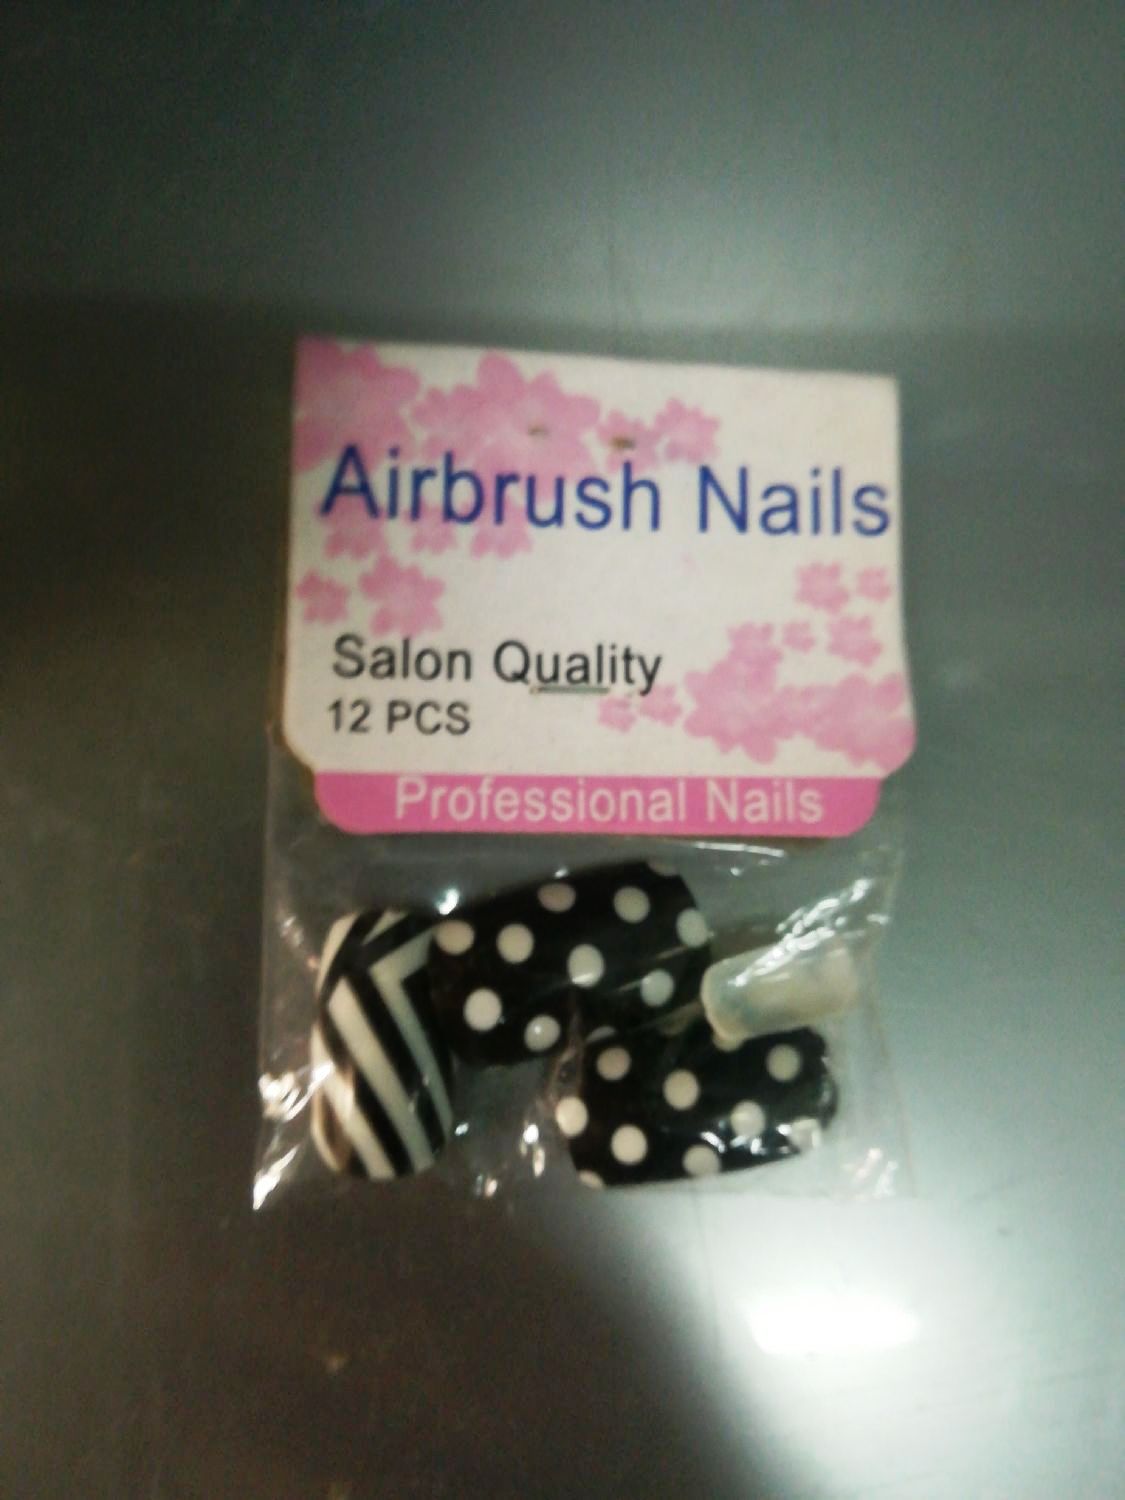 Airbrush Nails
Salon Quality
12 PCS
Professional Nails